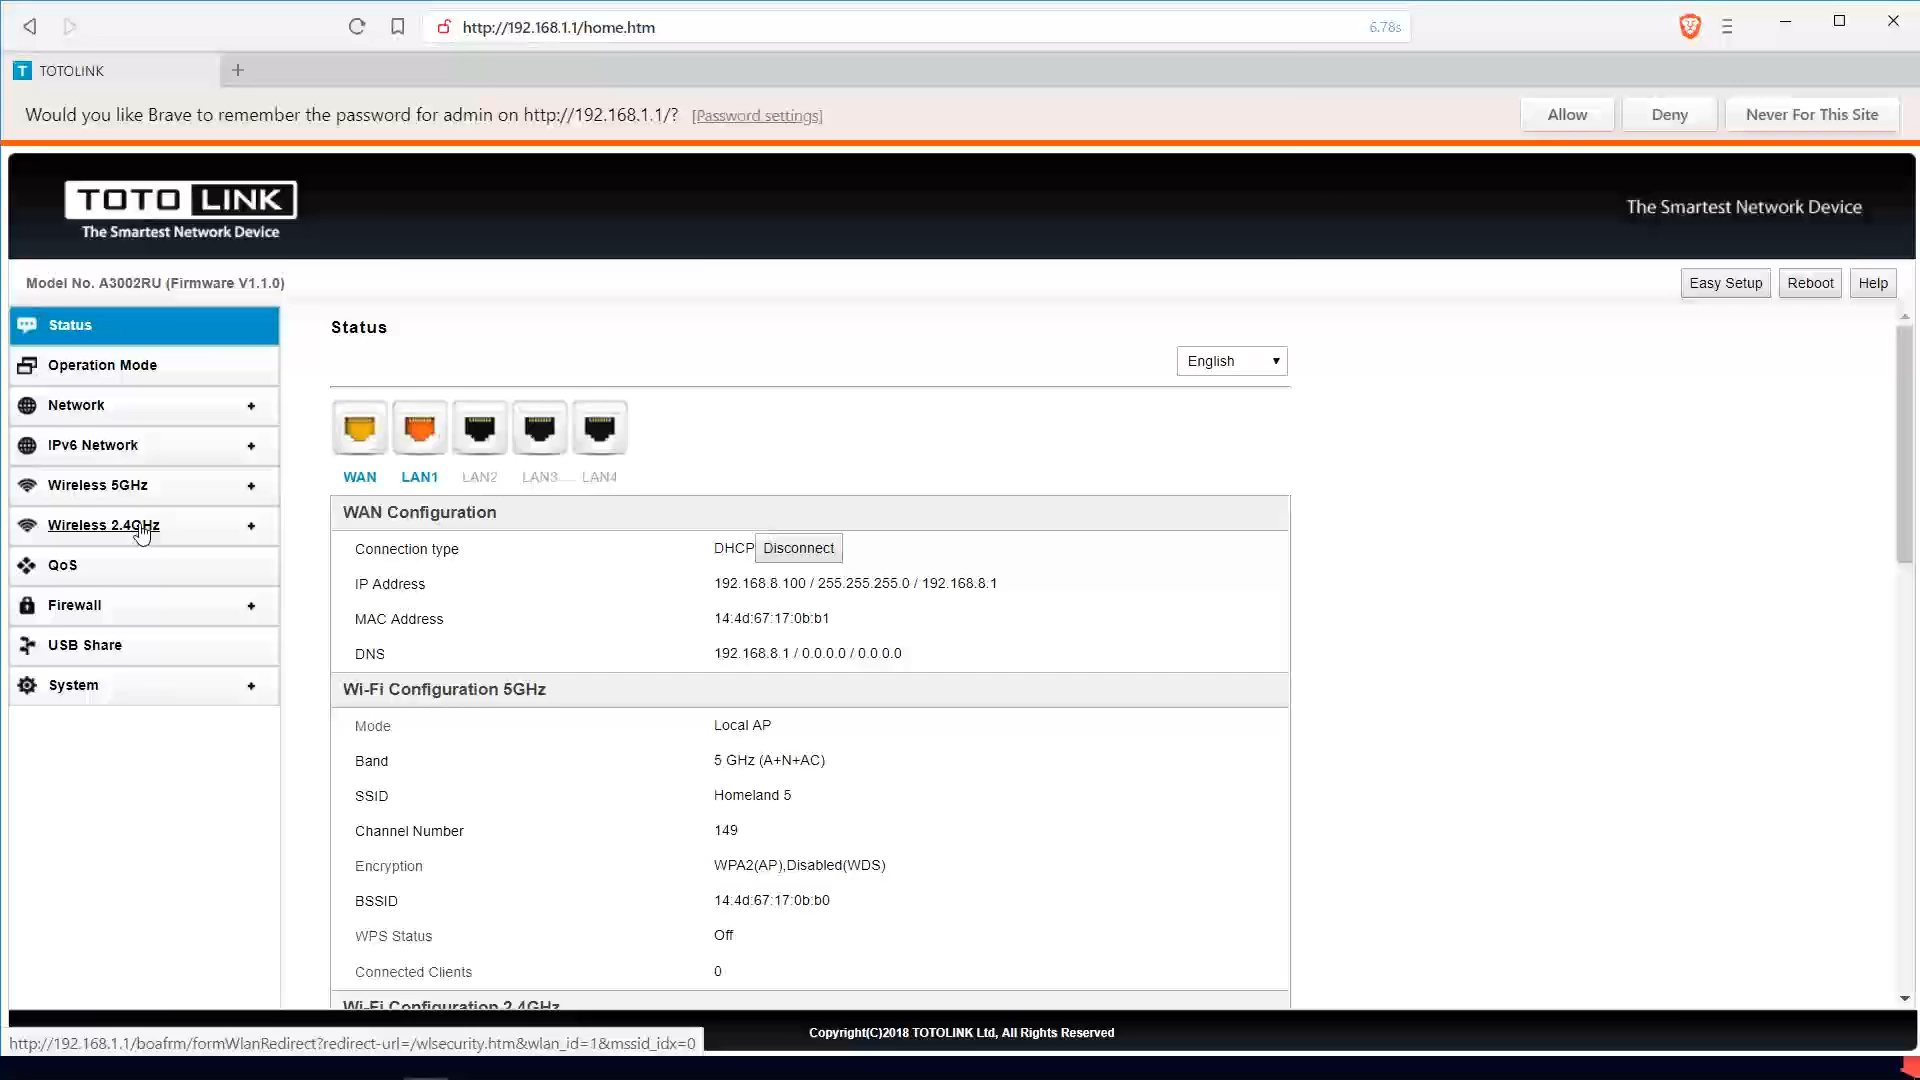 http://192.168.1.1/home.htm
6.78s
T TOTOLINK
Would you like Brave to remember the password for admin on http://192.168.1.1/? [Password settings]
Allow
Deny
Never For This Site
TOTO LINK
The Smartest Network Device
The Smartest Network Device
Model No. A3002RU (Firmware V1.1.0)
Easy Setup
Reboot
Help
Status
Operation Mode
Network +
IPv6 Network +
Wireless 5GHz +
Wireless 2.4GHz +
QoS
Firewall +
USB Share
System +
Status
English
WAN LAN1 LAN2 LAN3 LAN4
WAN Configuration
Connection type DHCP Disconnect
IP Address 192.168.8.100 / 255.255.255.0 / 192.168.8.1
MAC Address 14:4d:67:17:0b:b1
DNS 192.168.8.1 / 0.0.0.0 / 0.0.0.0
Wi-Fi Configuration 5GHz
Mode Local AP
Band 5 GHz (A+N+AC)
SSID Homeland 5
Channel Number 149
Encryption WPA2(AP),Disabled(WDS)
BSSID 14:4d:67:17:0b:b0
WPS Status Off
Connected Clients 0
Wi-Fi Configuration 2.4GHz
Copyright(C)2018 TOTOLINK Ltd, All Rights Reserved
http://192.168.1.1/boafrm/formWlanRedirect?redirect-url=/wlsecurity.htm&wlan_id=1&mssid_idx=0